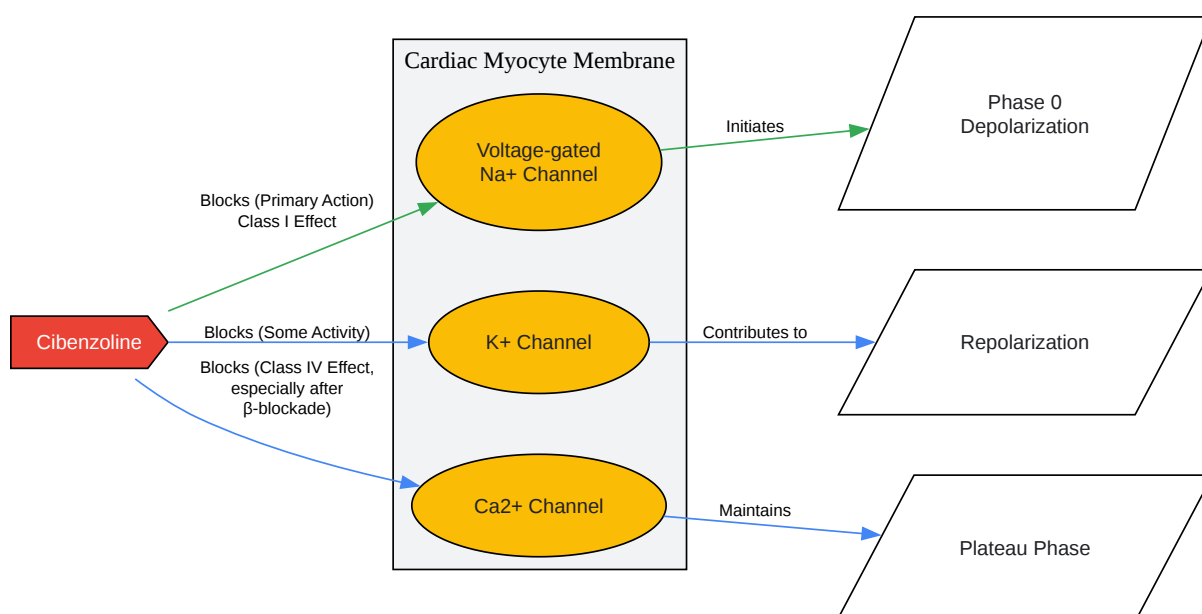 Cardiac Myocyte Membrane
Phase 0
Depolarization
Initiates
Voltage-gated
Na+ Channel
Blocks (Primary Action)
Class I Effect
Cibenzoline
Blocks (Some Activity)
K+ Channel
Contributes to
Repolarization
Blocks (Class IV Effect,
especially after
β-blockade)
Ca2+ Channel
Maintains
Plateau Phase